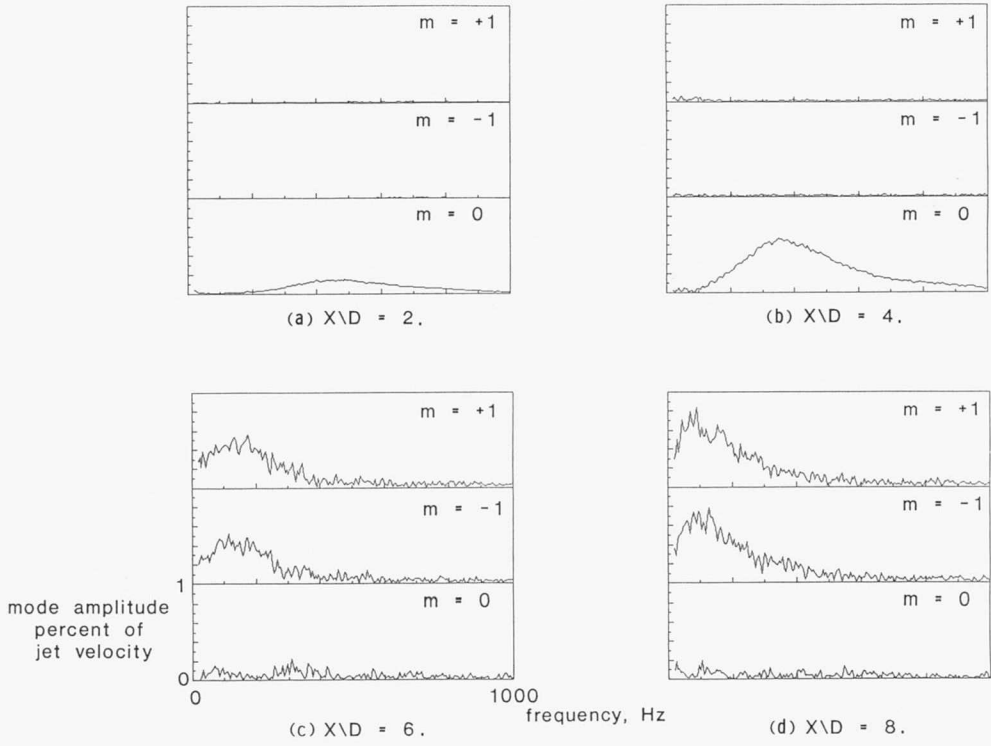 m = +1
m = -1
m = 0
(a) X\D = 2.
m = +1
m = -1
m = 0
(b) X\D = 4.
m = +1
m = -1
m = 0
1
mode amplitude
percent of
jet velocity
0
0
1000
frequency, Hz
(c) X\D = 6.
m = +1
m = -1
m = 0
(d) X\D = 8.